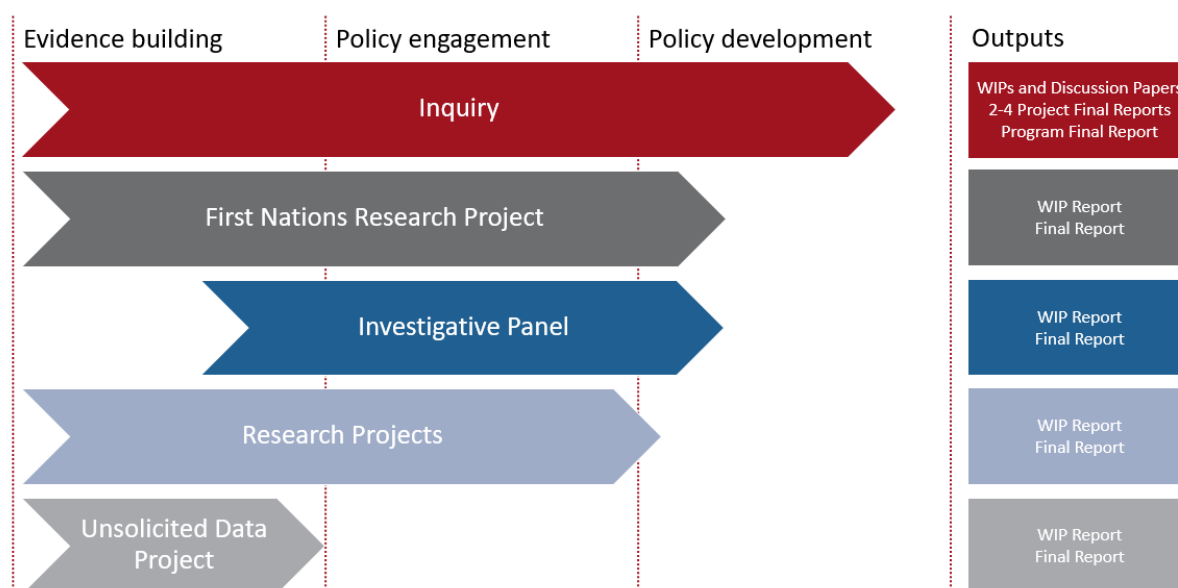 Evidence building
Policy engagement
Policy development
Outputs
Inquiry
WIPs and Discussion Papers
2-4 Project Final Reports
Program Final Report
First Nations Research Project
WIP Report
Final Report
Investigative Panel
WIP Report
Final Report
Research Projects
WIP Report
Final Report
Unsolicited Data
Project
WIP Report
Final Report